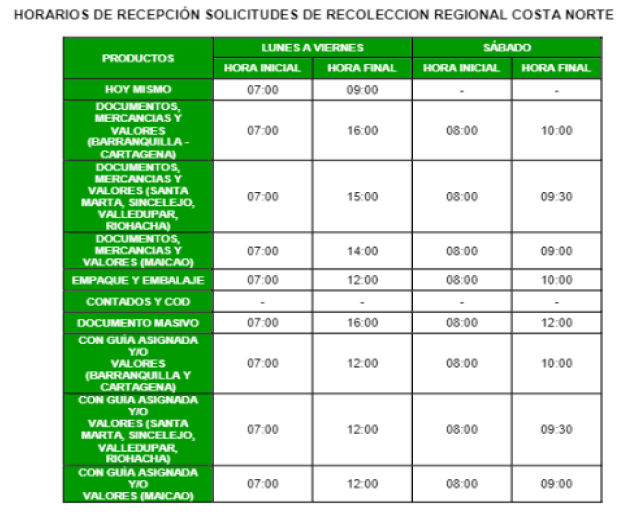 HORARIOS DE RECEPCIÓN SOLICITUDES DE RECOLECCION REGIONAL COSTA NORTE
PRODUCTOS LUNES A VIERNES SÁBADO
HORA INICIAL HORA FINAL HORA INICIAL HORA FINAL
HOY MISMO 07:00 09:00 - -
DOCUMENTOS,
MERCANCIAS Y
VALORES
(BARRANQUILLA -
CARTAGENA) 07:00 16:00 08:00 10:00
DOCUMENTOS,
MERCANCIAS Y
VALORES (SANTA
MARTA, SINCELEJO,
VALLEDUPAR,
RIOHACHA) 07:00 15:00 08:00 09:30
DOCUMENTOS,
MERCANCIAS Y
VALORES (MAICAO) 07:00 14:00 08:00 09:00
EMPAQUE Y EMBALAJE 07:00 12:00 08:00 10:00
CONTADOS Y COD - - - -
DOCUMENTO MASIVO 07:00 16:00 08:00 12:00
CON GUÍA ASIGNADA
Y/O
VALORES
(BARRANQUILLA Y
CARTAGENA) 07:00 12:00 08:00 10:00
CON GUÍA ASIGNADA
Y/O
VALORES (SANTA
MARTA, SINCELEJO,
VALLEDUPAR,
RIOHACHA) 07:00 12:00 08:00 09:30
CON GUÍA ASIGNADA
Y/O
VALORES (MAICAO) 07:00 12:00 08:00 09:00